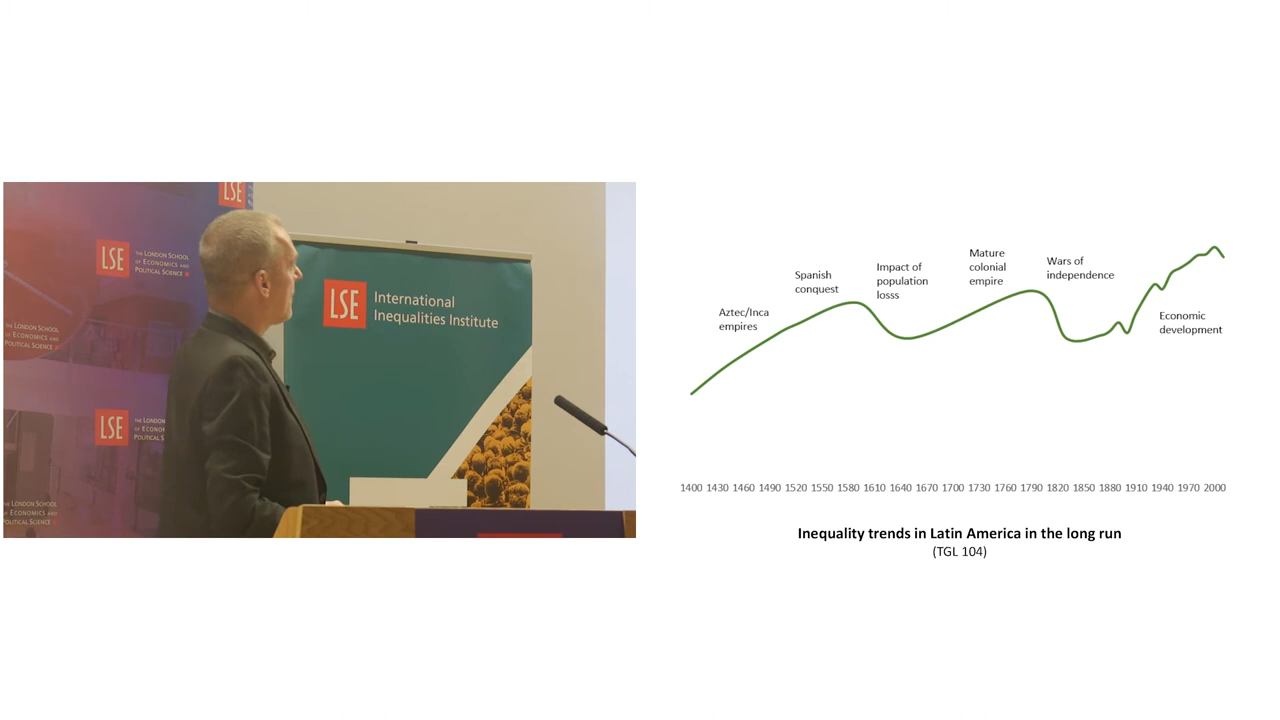 LSE
LSE
THE LONDON SCHOOL
OF ECONOMICS AND
POLITICAL SCIENCE
LSE
International
Inequalities Institute
THE LONDON SCHOOL
OF ECONOMICS AND
POLITICAL SCIENCE
LSE
THE LONDON SCHOOL
OF ECONOMICS AND
POLITICAL SCIENCE
Aztec/Inca
empires
Spanish
conquest
Impact of
population
losss
Mature
colonial
empire
Wars of
independence
Economic
development
1400 1430 1460 1490 1520 1550 1580 1610 1640 1670 1700 1730 1760 1790 1820 1850 1880 1910 1940 1970 2000
Inequality trends in Latin America in the long run
(TGL 104)